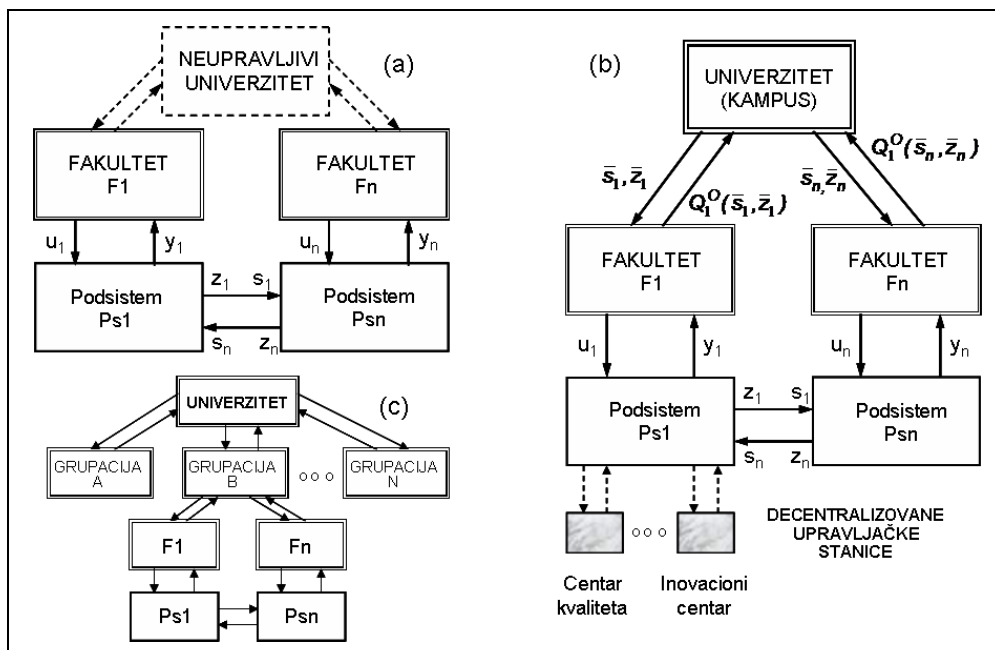 (a)
NEUPRAVLJIVI
UNIVERZITET
FAKULTET
F1
FAKULTET
Fn
u₁
y₁
uₙ
yₙ
Podsistem
Ps1
z₁
s₁
sₙ
zₙ
Podsistem
Psn
(b)
UNIVERZITET
(KAMPUS)
s̄₁, z̄₁
Q₁ᴼ(s̄₁, z̄₁)
s̄ₙ, z̄ₙ
Q₁ᴼ(s̄ₙ, z̄ₙ)
FAKULTET
F1
FAKULTET
Fn
u₁
y₁
uₙ
yₙ
Podsistem
Ps1
z₁
s₁
sₙ
zₙ
Podsistem
Psn
Centar
kvaliteta
Inovacioni
centar
DECENTRALIZOVANE
UPRAVLJAČKE
STANICE
(c)
UNIVERZITET
GRUPACIJA
A
GRUPACIJA
B
GRUPACIJA
N
F1
Fn
Ps1
Psn